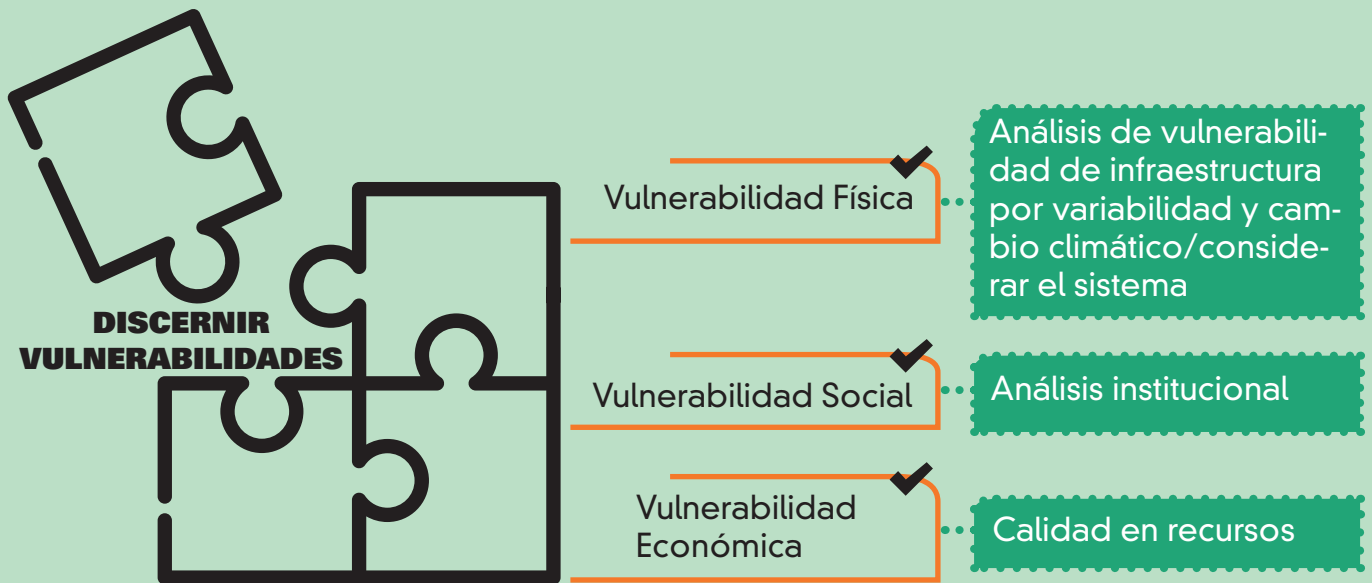 DISCERNIR
VULNERABILIDADES
Vulnerabilidad Física
Análisis de vulnerabili-
dad de infraestructura
por variabilidad y cam-
bio climático/conside-
rar el sistema
Vulnerabilidad Social
Análisis institucional
Vulnerabilidad
Económica
Calidad en recursos